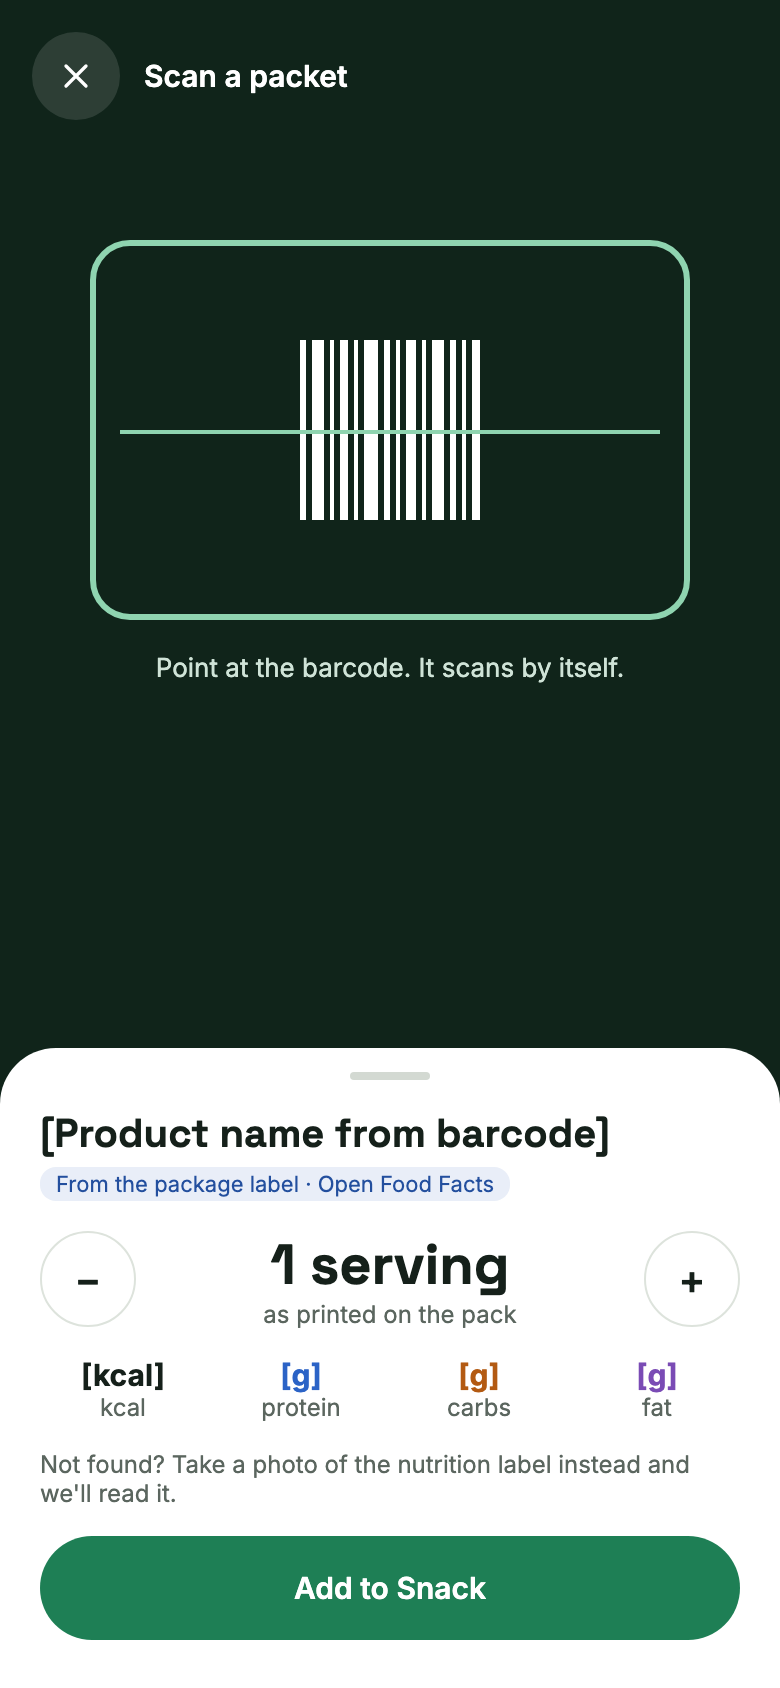 Scan a packet
Point at the barcode. It scans by itself.
[Product name from barcode]
From the package label · Open Food Facts
− 1 serving +
as printed on the pack
[kcal] [g] [g] [g]
kcal protein carbs fat
Not found? Take a photo of the nutrition label instead and
we'll read it.
Add to Snack